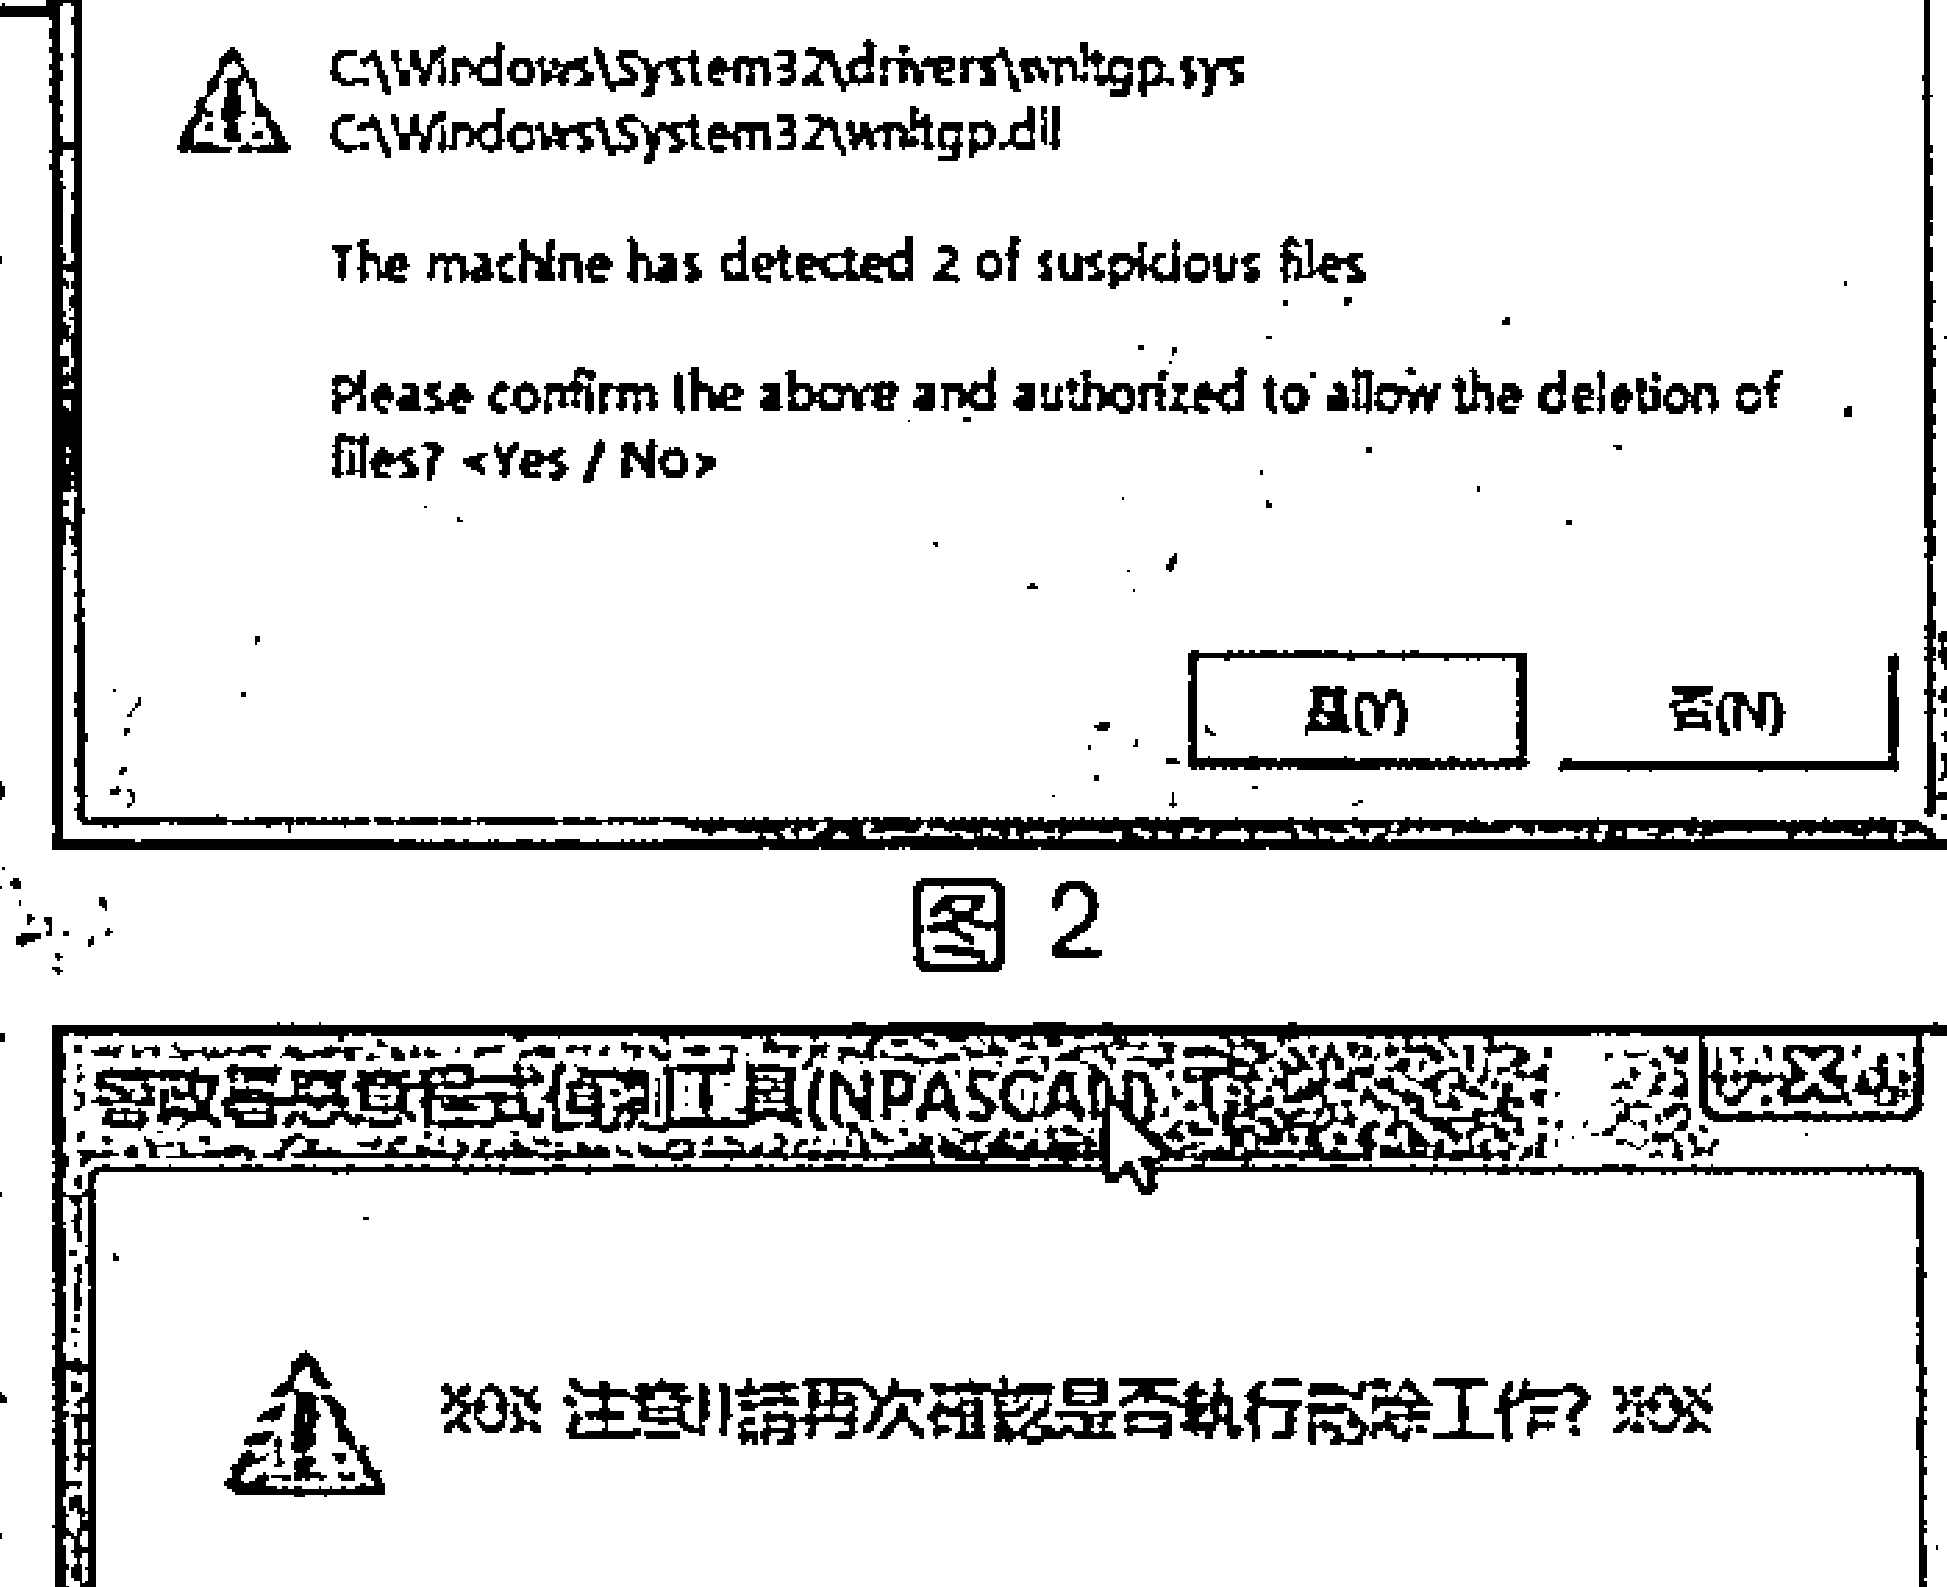 C:\Windows\System32\drivers\wnltgp.sys
C:\Windows\System32\wnltgp.dll
The machine has detected 2 of suspicious files
Please confirm the above and authorized to allow the deletion of
files? <Yes / No>
是(Y)
否(N)
图 2
工具(NPASCAN)
※※ 注意!!請再次確認是否執行刪除工作? ※※